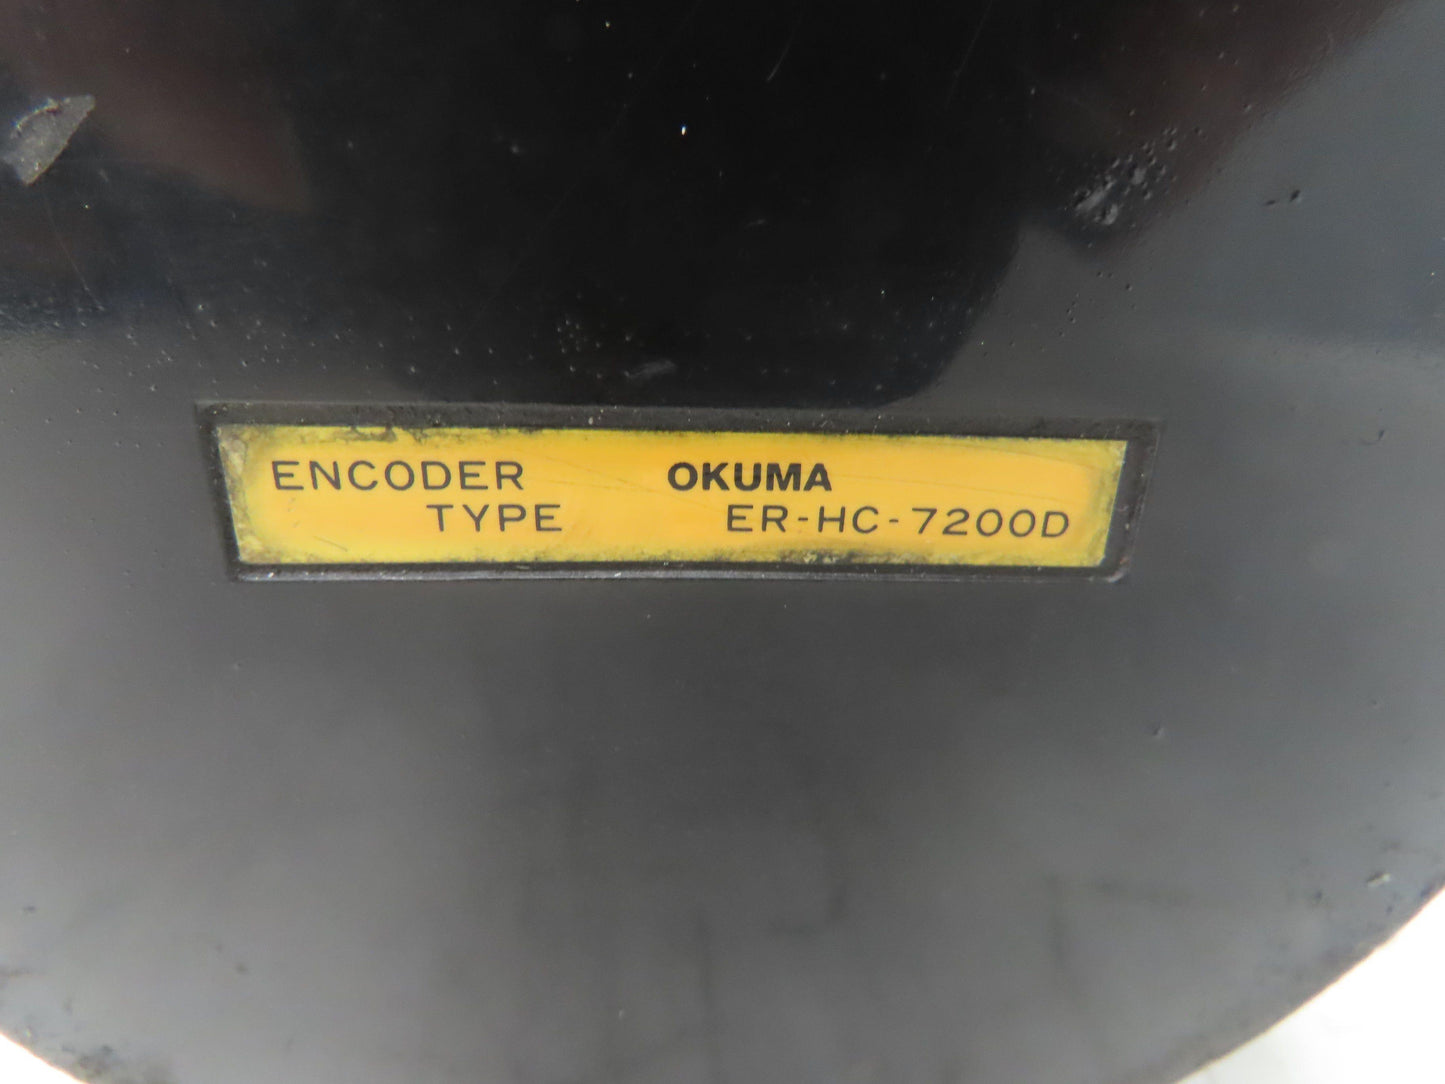 ENCODER OKUMA
TYPE ER-HC-7200D